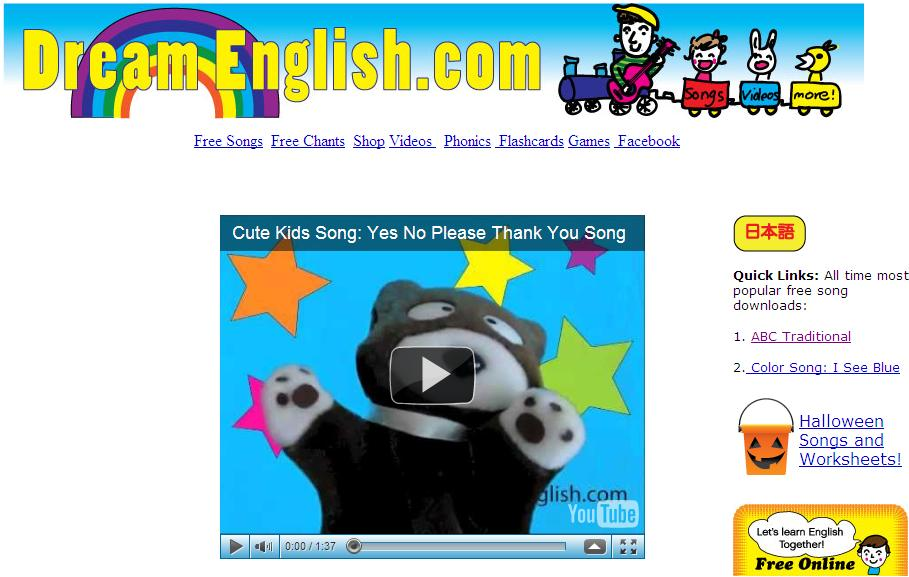 Dream English.com
Songs Videos more!
Free Songs Free Chants Shop Videos Phonics Flashcards Games Facebook
Cute Kids Song: Yes No Please Thank You Song
glish.com
YouTube
0:00 / 1:37
日本語
Quick Links: All time most
popular free song
downloads:
1. ABC Traditional
2. Color Song: I See Blue
Halloween
Songs and
Worksheets!
Let's learn English
Together!
Free Online